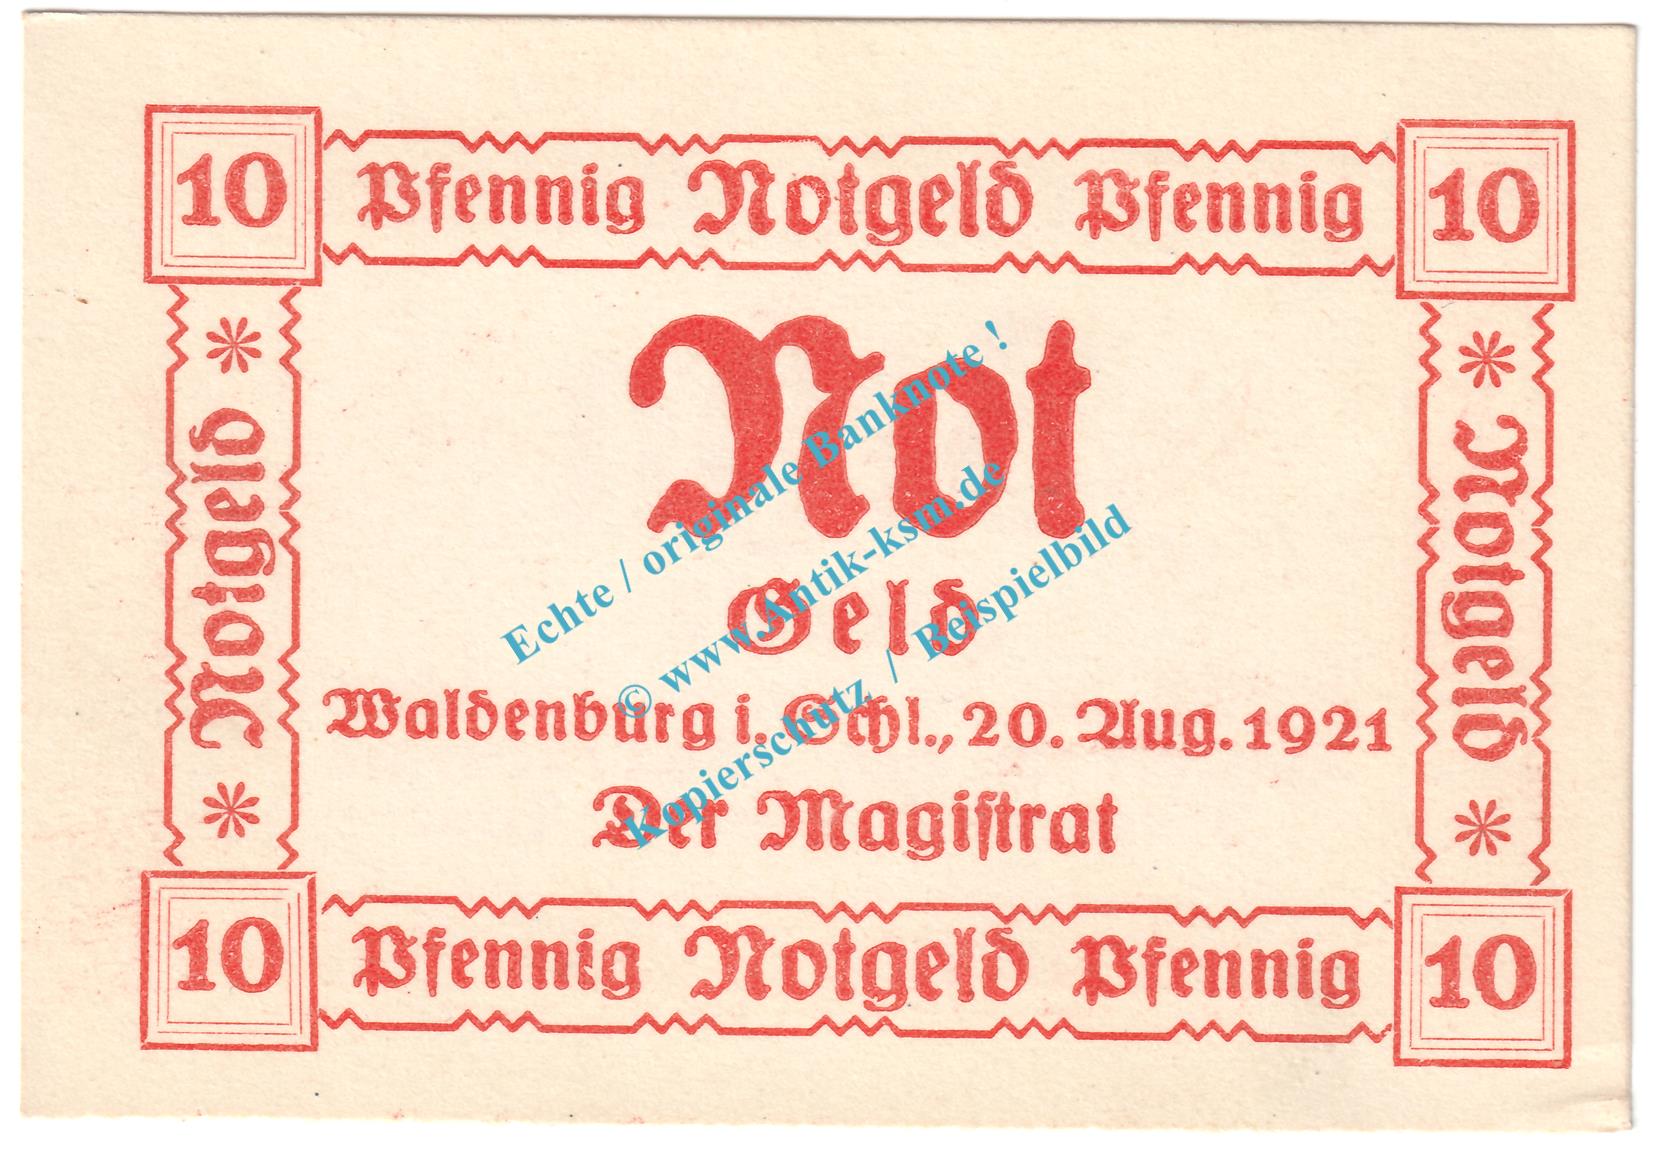 10 Pfennig Notgeld Pfennig 10
Notgeld
Notgeld
Not
Geld
Waldenburg i. Schl., 20. Aug. 1921
Der Magiſtrat
10 Pfennig Notgeld Pfennig 10
Echte / originale Banknote !
© www.Antik-ksm.de
Kopierschutz / Beispielbild